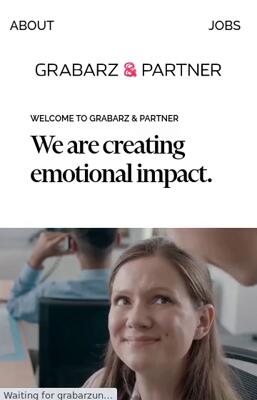 ABOUT
JOBS
GRABARZ & PARTNER
WELCOME TO GRABARZ & PARTNER
We are creating
emotional impact.
Waiting for grabarzun...